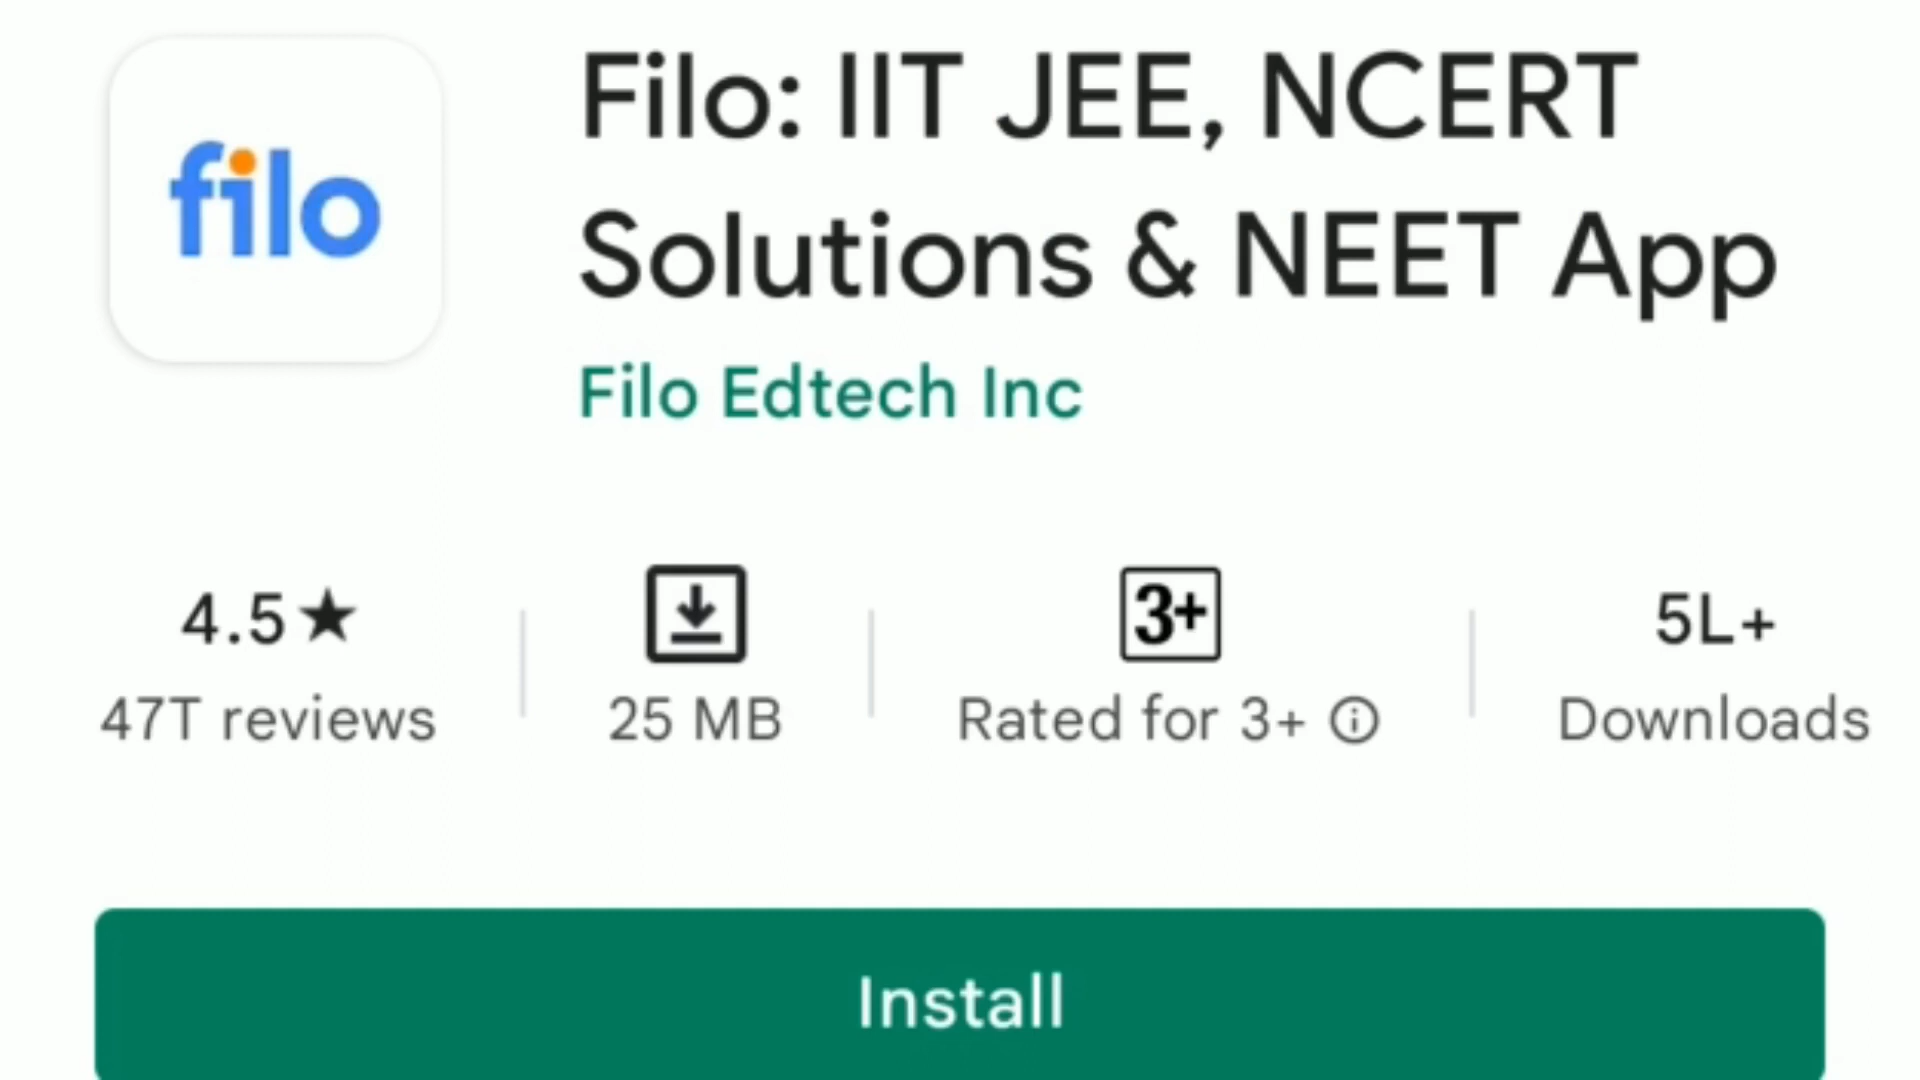 filo
Filo: IIT JEE, NCERT
Solutions & NEET App
Filo Edtech Inc
4.5★
47T reviews
25 MB
3+
Rated for 3+
5L+
Downloads
Install